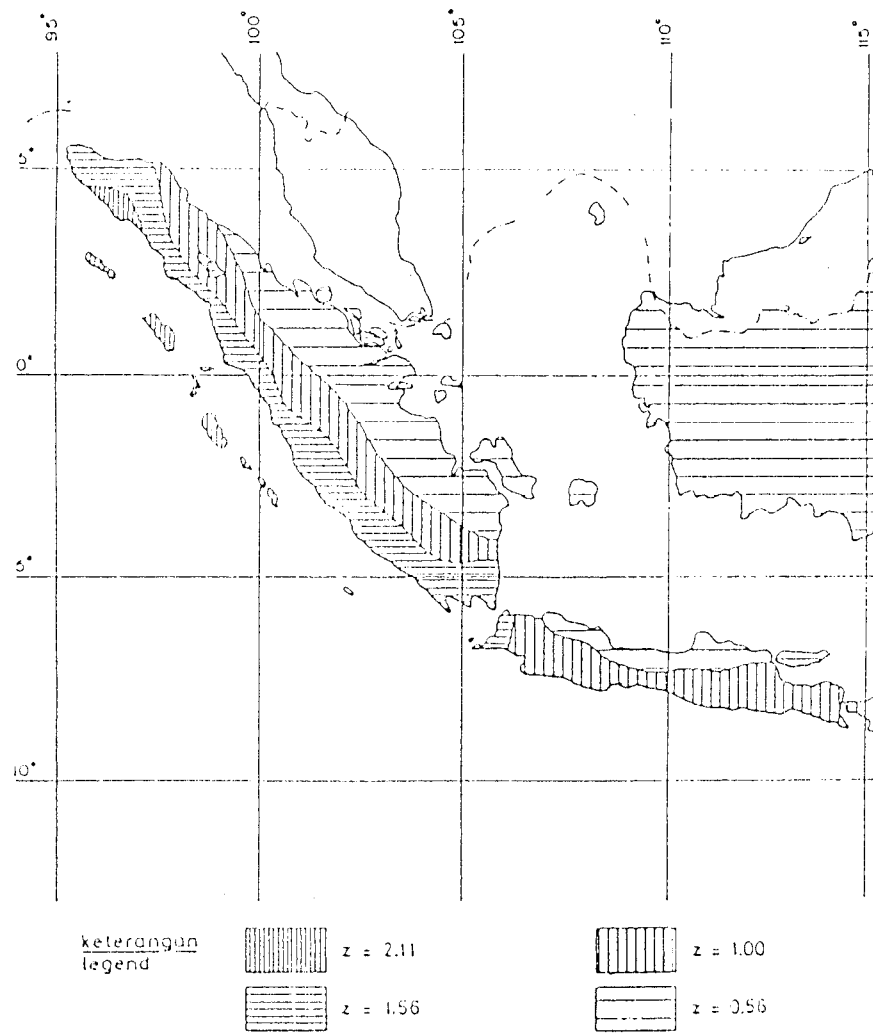 95° 100° 105° 110° 115°
5°
0°
5°
10°
keterangan
legend
z = 2.11
z = 1.00
z = 1.56
z = 0.56